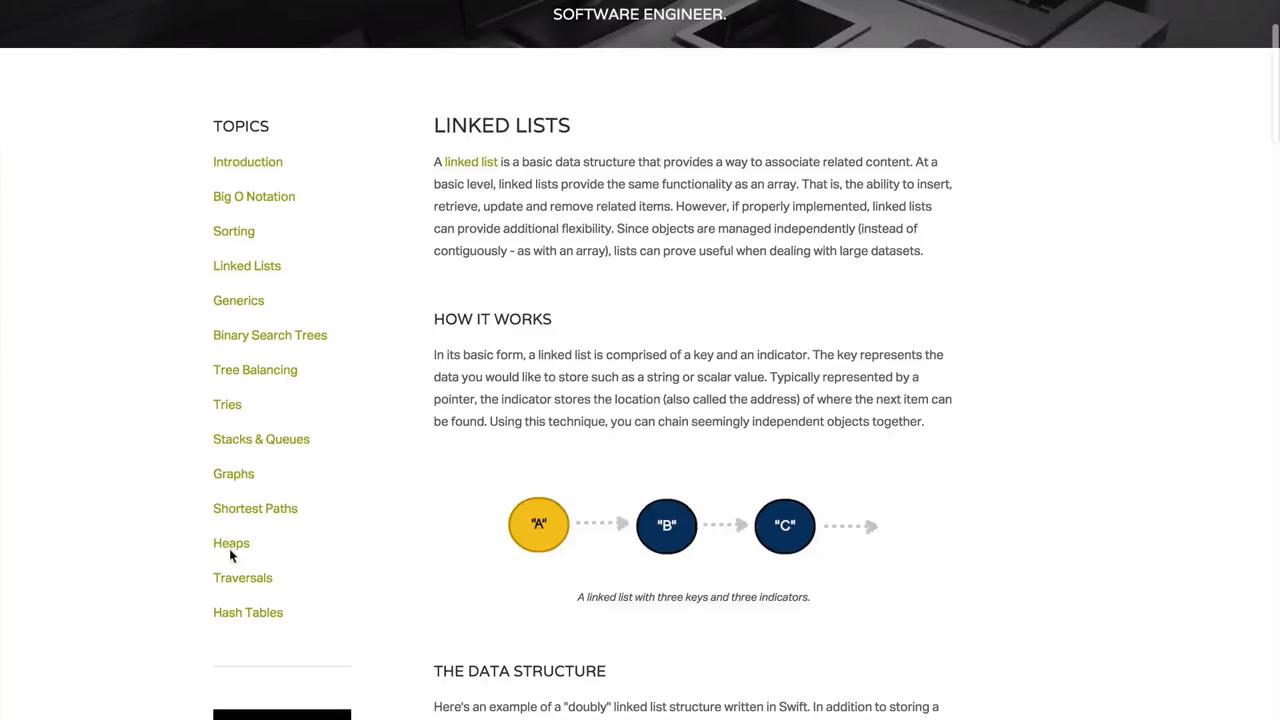 SOFTWARE ENGINEER.
TOPICS
Introduction
Big O Notation
Sorting
Linked Lists
Generics
Binary Search Trees
Tree Balancing
Tries
Stacks & Queues
Graphs
Shortest Paths
Heaps
Traversals
Hash Tables
LINKED LISTS
A linked list is a basic data structure that provides a way to associate related content. At a
basic level, linked lists provide the same functionality as an array. That is, the ability to insert,
retrieve, update and remove related items. However, if properly implemented, linked lists
can provide additional flexibility. Since objects are managed independently (instead of
contiguously - as with an array), lists can prove useful when dealing with large datasets.
HOW IT WORKS
In its basic form, a linked list is comprised of a key and an indicator. The key represents the
data you would like to store such as a string or scalar value. Typically represented by a
pointer, the indicator stores the location (also called the address) of where the next item can
be found. Using this technique, you can chain seemingly independent objects together.
"A" "B" "C"
A linked list with three keys and three indicators.
THE DATA STRUCTURE
Here's an example of a "doubly" linked list structure written in Swift. In addition to storing a